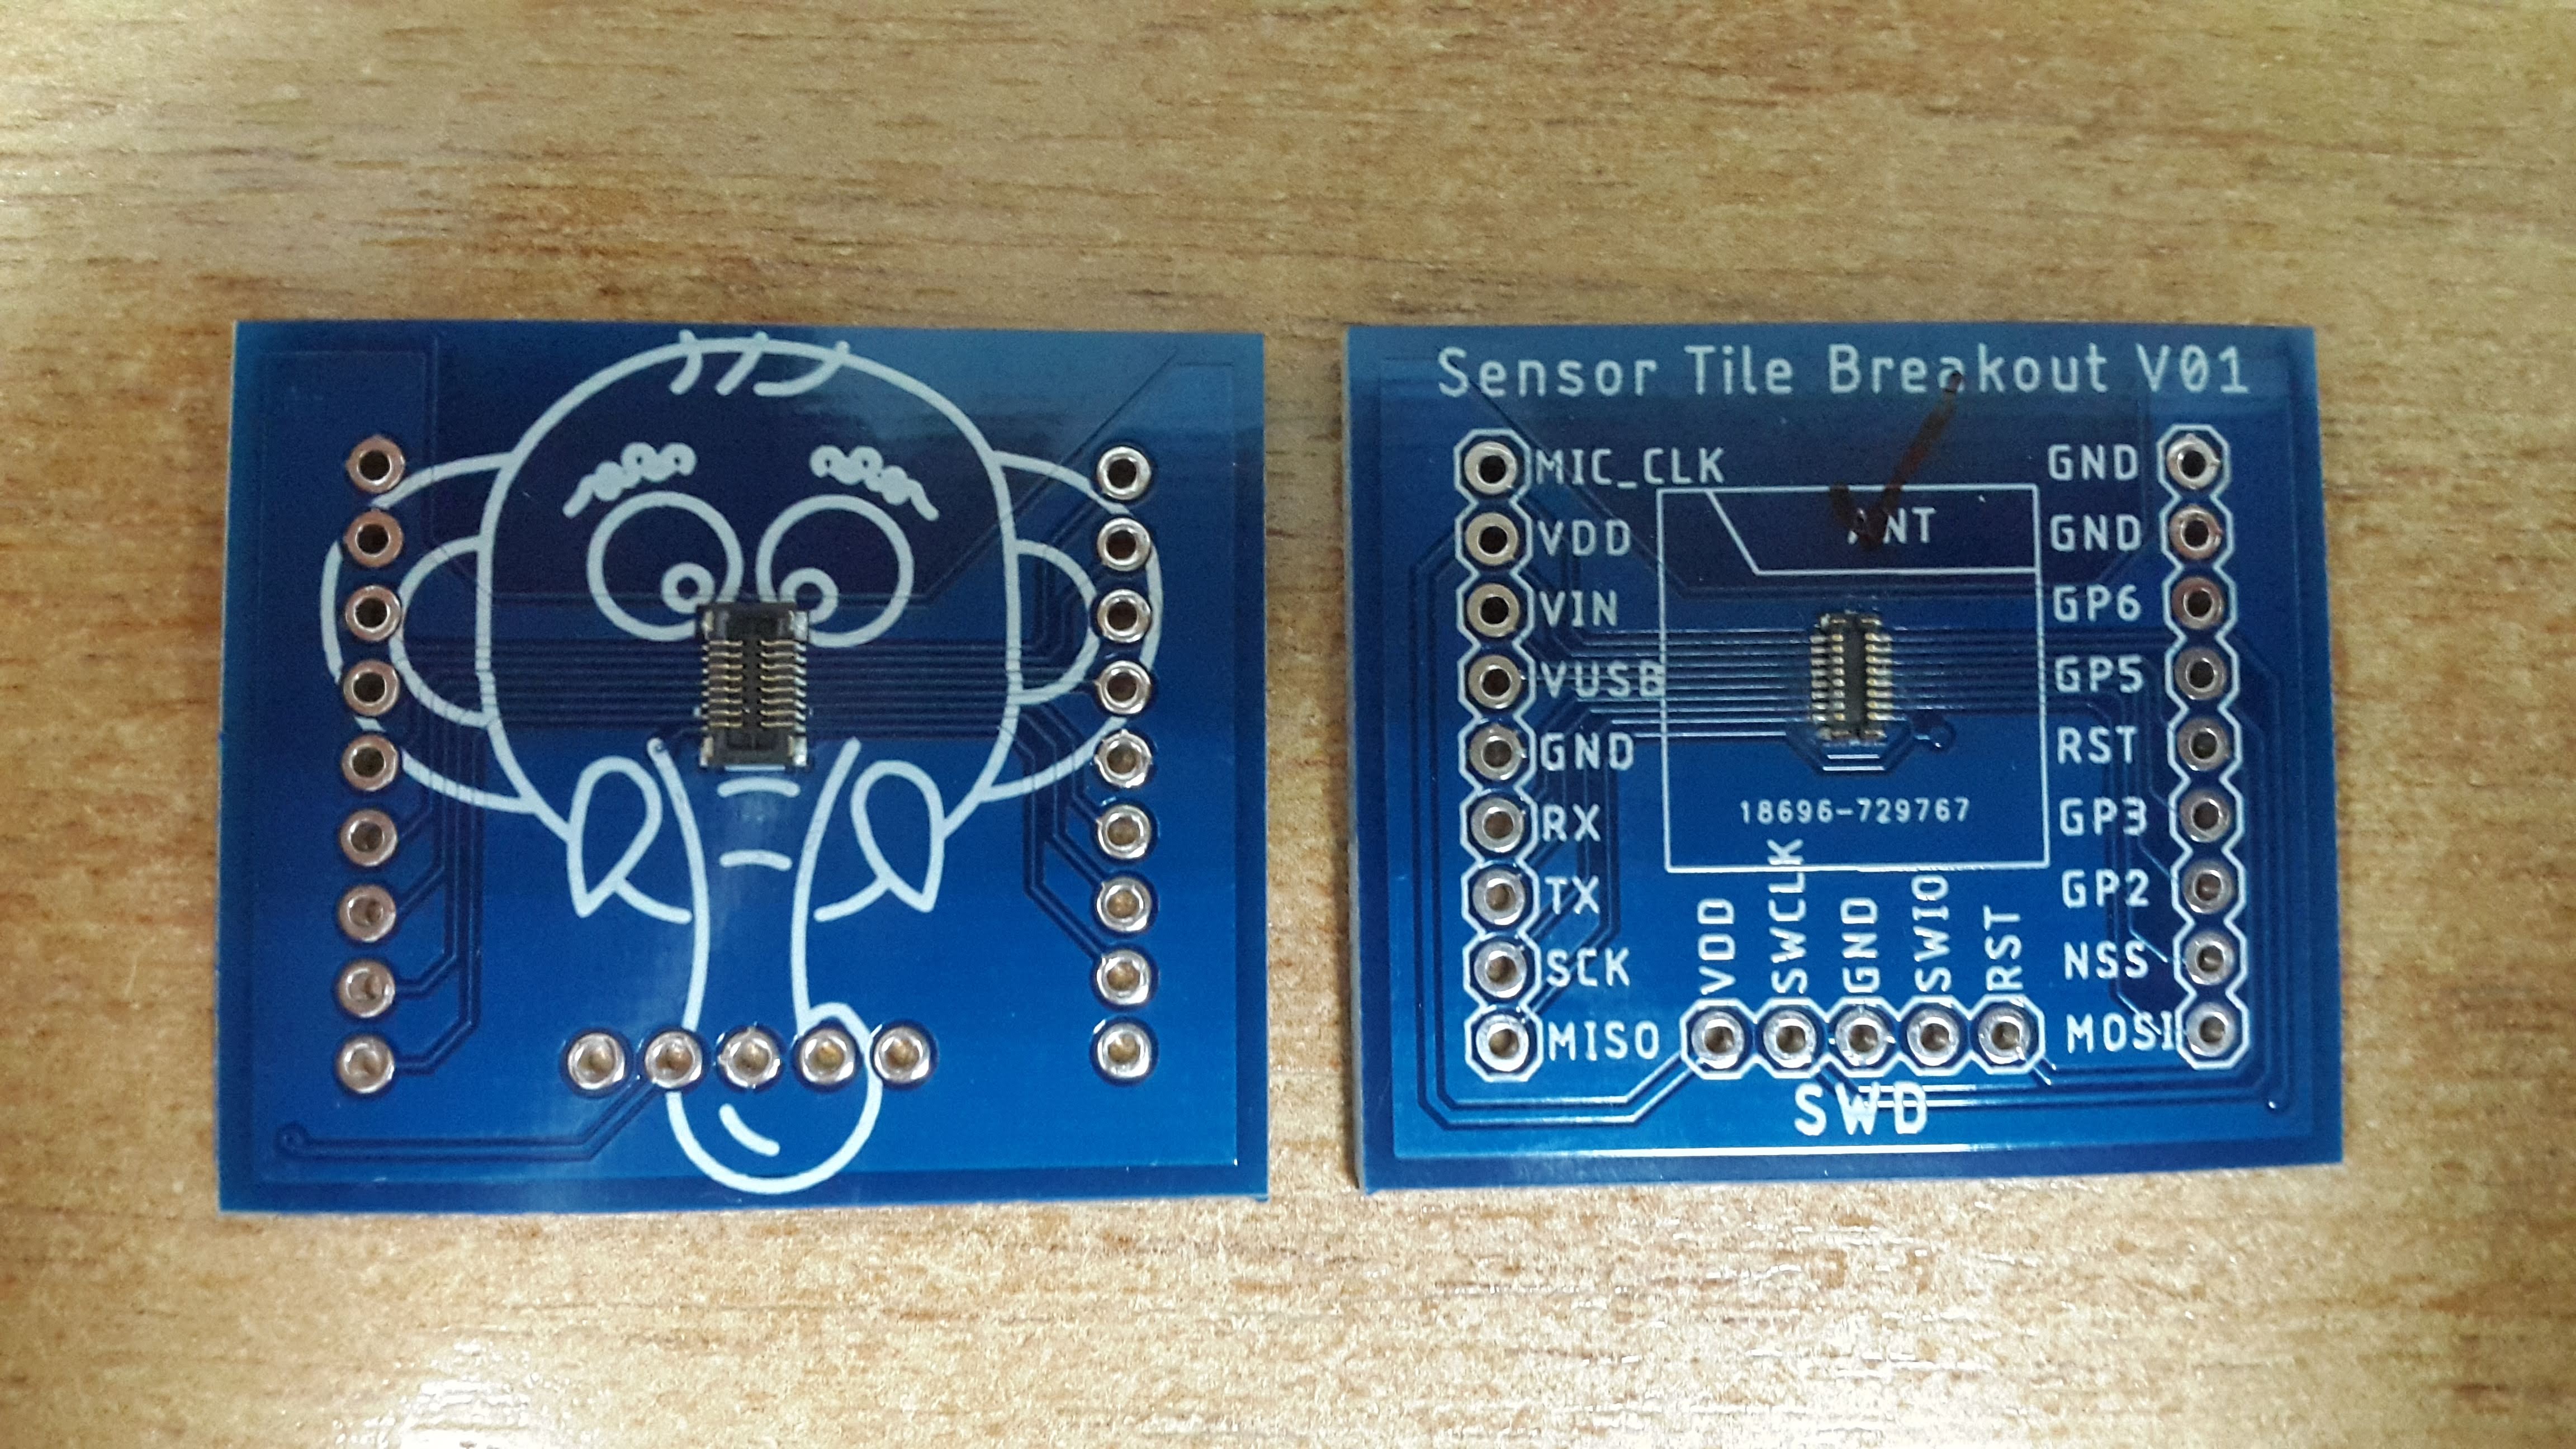 Sensor Tile Breakout V01
MIC_CLK
VDD
VIN
VUSB
GND
RX
TX
SCK
MISO
VDD
SWCLK
GND
SWIO
RST
SWD
18696-729767
ANT
GND
GND
GP6
GP5
RST
GP3
GP2
NSS
MOSI